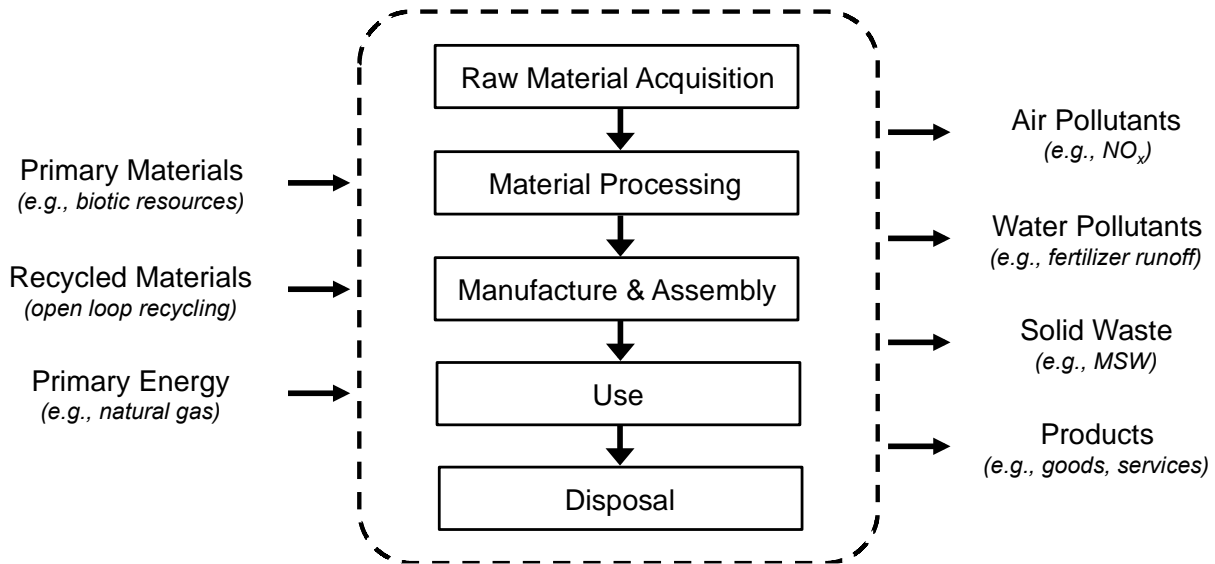 Raw Material Acquisition
Material Processing
Manufacture & Assembly
Use
Disposal
Primary Materials
(e.g., biotic resources)
Recycled Materials
(open loop recycling)
Primary Energy
(e.g., natural gas)
Air Pollutants
(e.g., NOx)
Water Pollutants
(e.g., fertilizer runoff)
Solid Waste
(e.g., MSW)
Products
(e.g., goods, services)